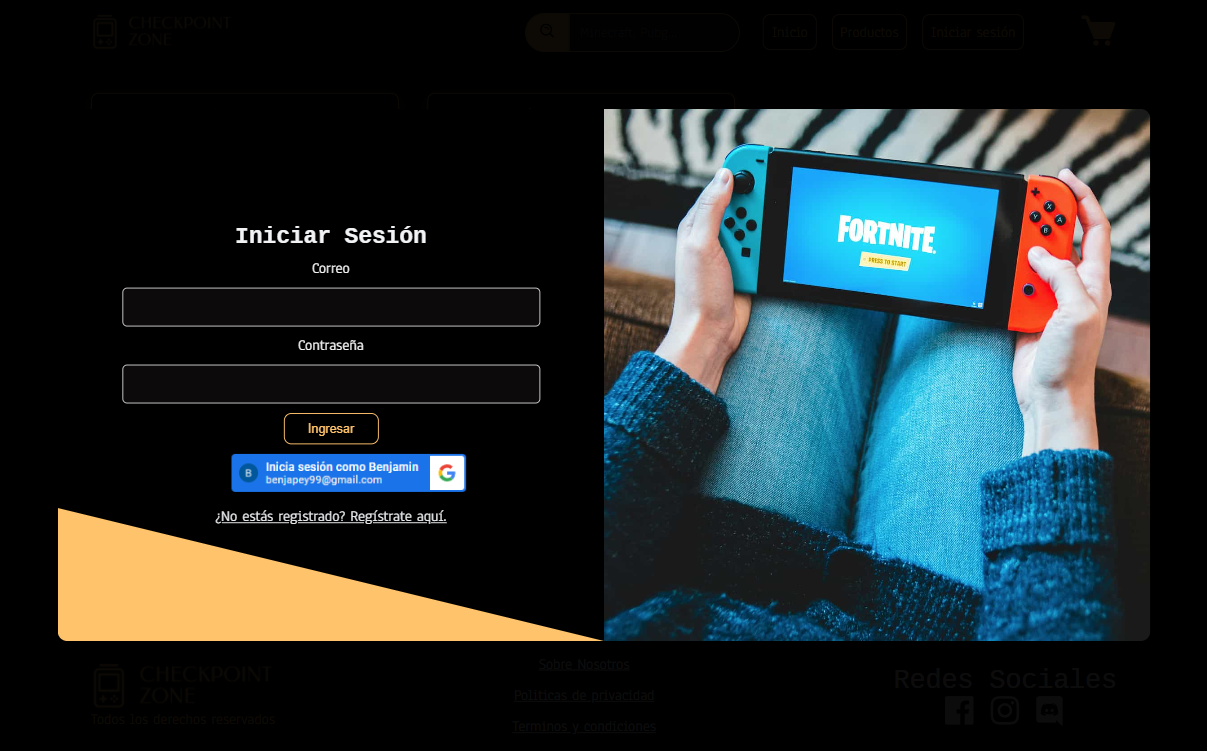 CHECKPOINT
ZONE
Inicio
Productos
Iniciar sesión
Iniciar Sesión
Correo
Contraseña
Ingresar
B
Inicia sesión como Benjamin
benjapey99@gmail.com
G
¿No estás registrado? Regístrate aquí.
FORTNITE
PRESS TO START
X
Y
A
B
CHECKPOINT
ZONE
Todos los derechos reservados
Sobre Nosotros
Politicas de privacidad
Terminos y condiciones
Redes Sociales